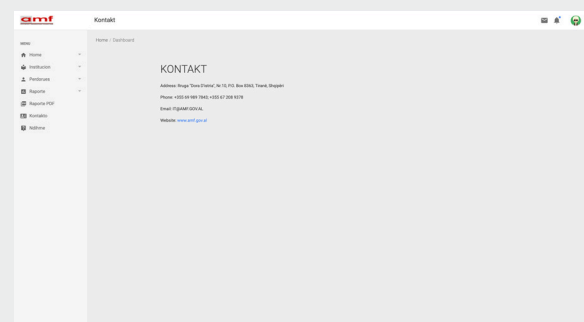 amf
Kontakt
MENU
Home / Dashboard
Home
Institucion
Perdorues
Raporte
Raporte PDF
Kontakto
Ndihme
KONTAKT
Address: Rruga "Dora D'istria", Nr.10, P.O. Box 8363, Tiranë, Shqipëri
Phone: +355 69 989 7840; +355 67 208 9378
Email: IT@AMF.GOV.AL
Website: www.amf.gov.al